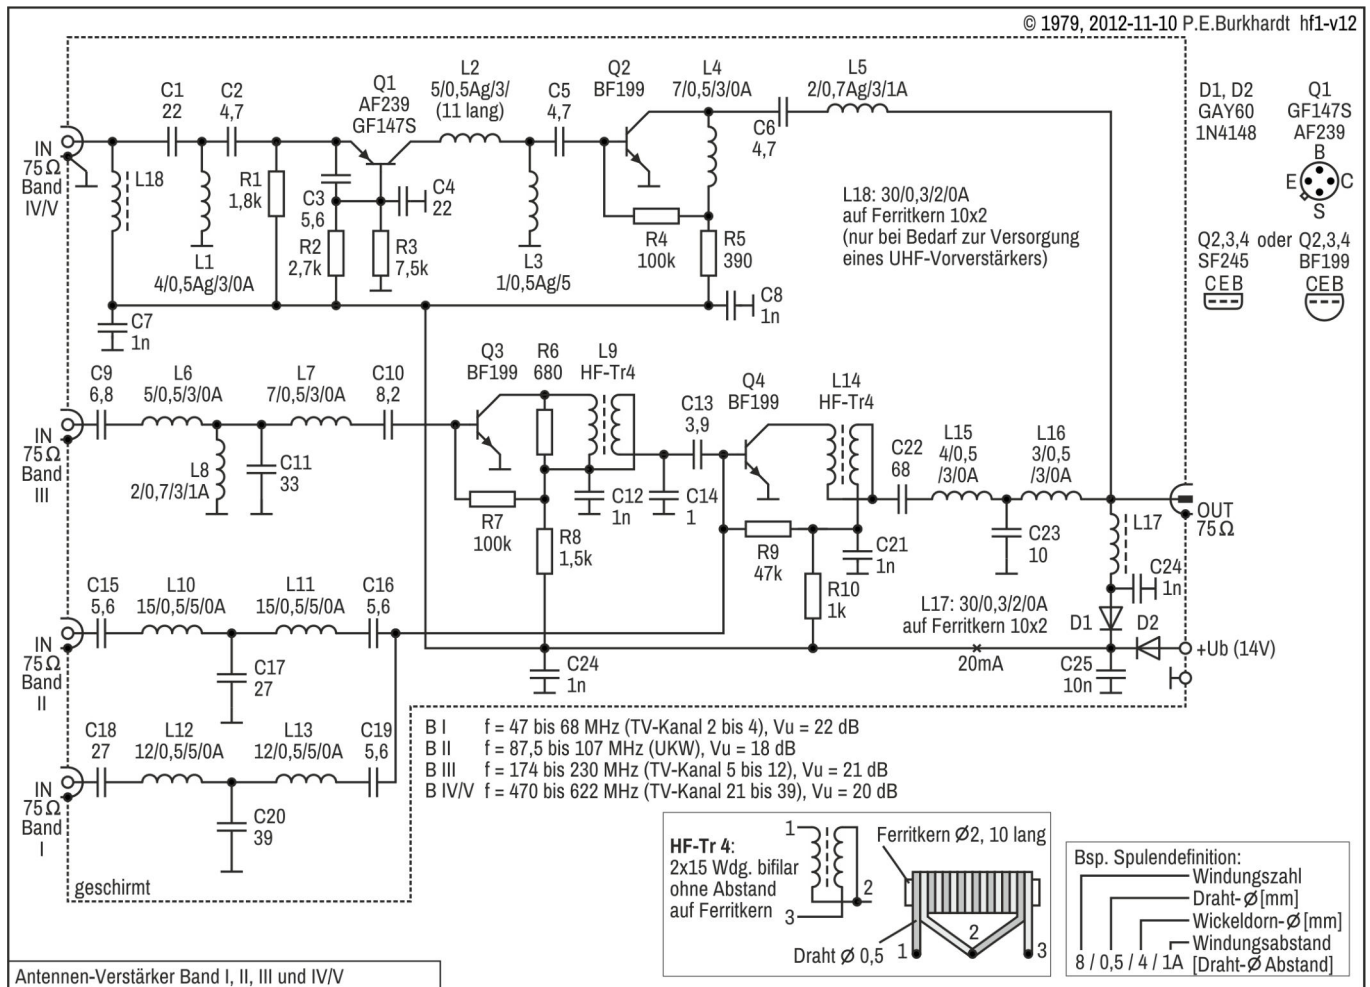 © 1979, 2012-11-10 P.E.Burkhardt hf1-v12
C1
22
C2
4,7
Q1
AF239
GF147S
L2
5/0,5Ag/3/
(11 lang)
C5
4,7
Q2
BF199
L4
7/0,5/3/0A
L5
2/0,7Ag/3/1A
C6
4,7
D1, D2
GAY60
1N4148
Q1
GF147S
AF239
B
E
C
S
IN
75Ω
Band
IV/V
L18
R1
1,8k
C3
5,6
C4
22
R2
2,7k
R3
7,5k
L1
4/0,5Ag/3/0A
L3
1/0,5Ag/5
R4
100k
R5
390
C8
1n
C7
1n
L18: 30/0,3/2/0A
auf Ferritkern 10x2
(nur bei Bedarf zur Versorgung
eines UHF-Vorverstärkers)
Q2,3,4 oder Q2,3,4
SF245
BF199
CEB
CEB
C9
6,8
L6
5/0,5/3/0A
L7
7/0,5/3/0A
C10
8,2
Q3
BF199
R6
680
L9
HF-Tr4
C13
3,9
Q4
BF199
L14
HF-Tr4
C22
68
L15
4/0,5
/3/0A
L16
3/0,5
/3/0A
IN
75Ω
Band
III
L8
2/0,7/3/1A
C11
33
R7
100k
C12
1n
C14
1
R8
1,5k
R9
47k
C21
1n
R10
1k
C23
10
L17
OUT
75Ω
C24
1n
L17: 30/0,3/2/0A
auf Ferritkern 10x2
D1
D2
+Ub (14V)
20mA
C25
10n
C24
1n
C15
5,6
L10
15/0,5/5/0A
L11
15/0,5/5/0A
C16
5,6
IN
75Ω
Band
II
C17
27
C18
27
L12
12/0,5/5/0A
L13
12/0,5/5/0A
C19
5,6
IN
75Ω
Band
I
C20
39
geschirmt
B I f = 47 bis 68 MHz (TV-Kanal 2 bis 4), Vu = 22 dB
B II f = 87,5 bis 107 MHz (UKW), Vu = 18 dB
B III f = 174 bis 230 MHz (TV-Kanal 5 bis 12), Vu = 21 dB
B IV/V f = 470 bis 622 MHz (TV-Kanal 21 bis 39), Vu = 20 dB
HF-Tr 4:
2x15 Wdg. bifilar
ohne Abstand
auf Ferritkern
1
2
3
Ferritkern Ø2, 10 lang
Draht Ø 0,5
1
2
3
Bsp. Spulendefinition:
Windungszahl
Draht-Ø[mm]
Wickeldorn-Ø[mm]
Windungsabstand
8 / 0,5 / 4 / 1A [Draht-Ø Abstand]
Antennen-Verstärker Band I, II, III und IV/V